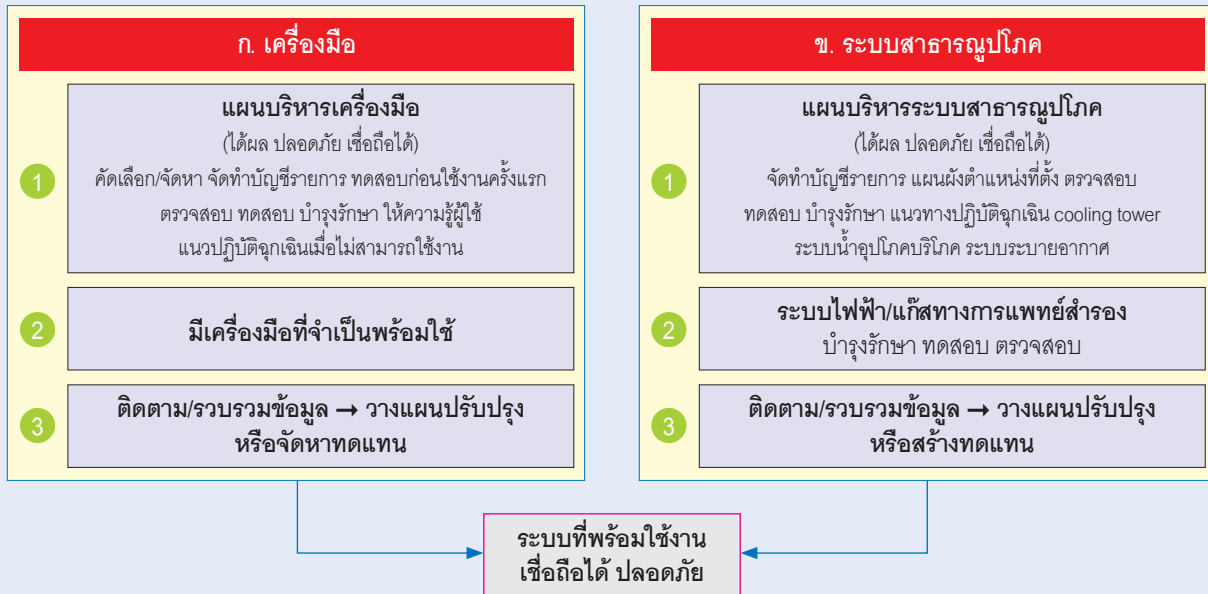 ก. เครื่องมือ
1
แผนบริหารเครื่องมือ
(ได้ผล ปลอดภัย เชื่อถือได้)
คัดเลือก/จัดหา จัดทำบัญชีรายการ ทดสอบก่อนใช้งานครั้งแรก
ตรวจสอบ ทดสอบ บำรุงรักษา ให้ความรู้ผู้ใช้
แนวปฏิบัติฉุกเฉินเมื่อไม่สามารถใช้งาน
2
มีเครื่องมือที่จำเป็นพร้อมใช้
3
ติดตาม/รวบรวมข้อมูล → วางแผนปรับปรุง
หรือจัดหาทดแทน
ข. ระบบสาธารณูปโภค
1
แผนบริหารระบบสาธารณูปโภค
(ได้ผล ปลอดภัย เชื่อถือได้)
จัดทำบัญชีรายการ แผนผังตำแหน่งที่ตั้ง ตรวจสอบ
ทดสอบ บำรุงรักษา แนวทางปฏิบัติฉุกเฉิน cooling tower
ระบบน้ำอุปโภคบริโภค ระบบระบายอากาศ
2
ระบบไฟฟ้า/แก๊สทางการแพทย์สำรอง
บำรุงรักษา ทดสอบ ตรวจสอบ
3
ติดตาม/รวบรวมข้อมูล → วางแผนปรับปรุง
หรือสร้างทดแทน
ระบบที่พร้อมใช้งาน
เชื่อถือได้ ปลอดภัย